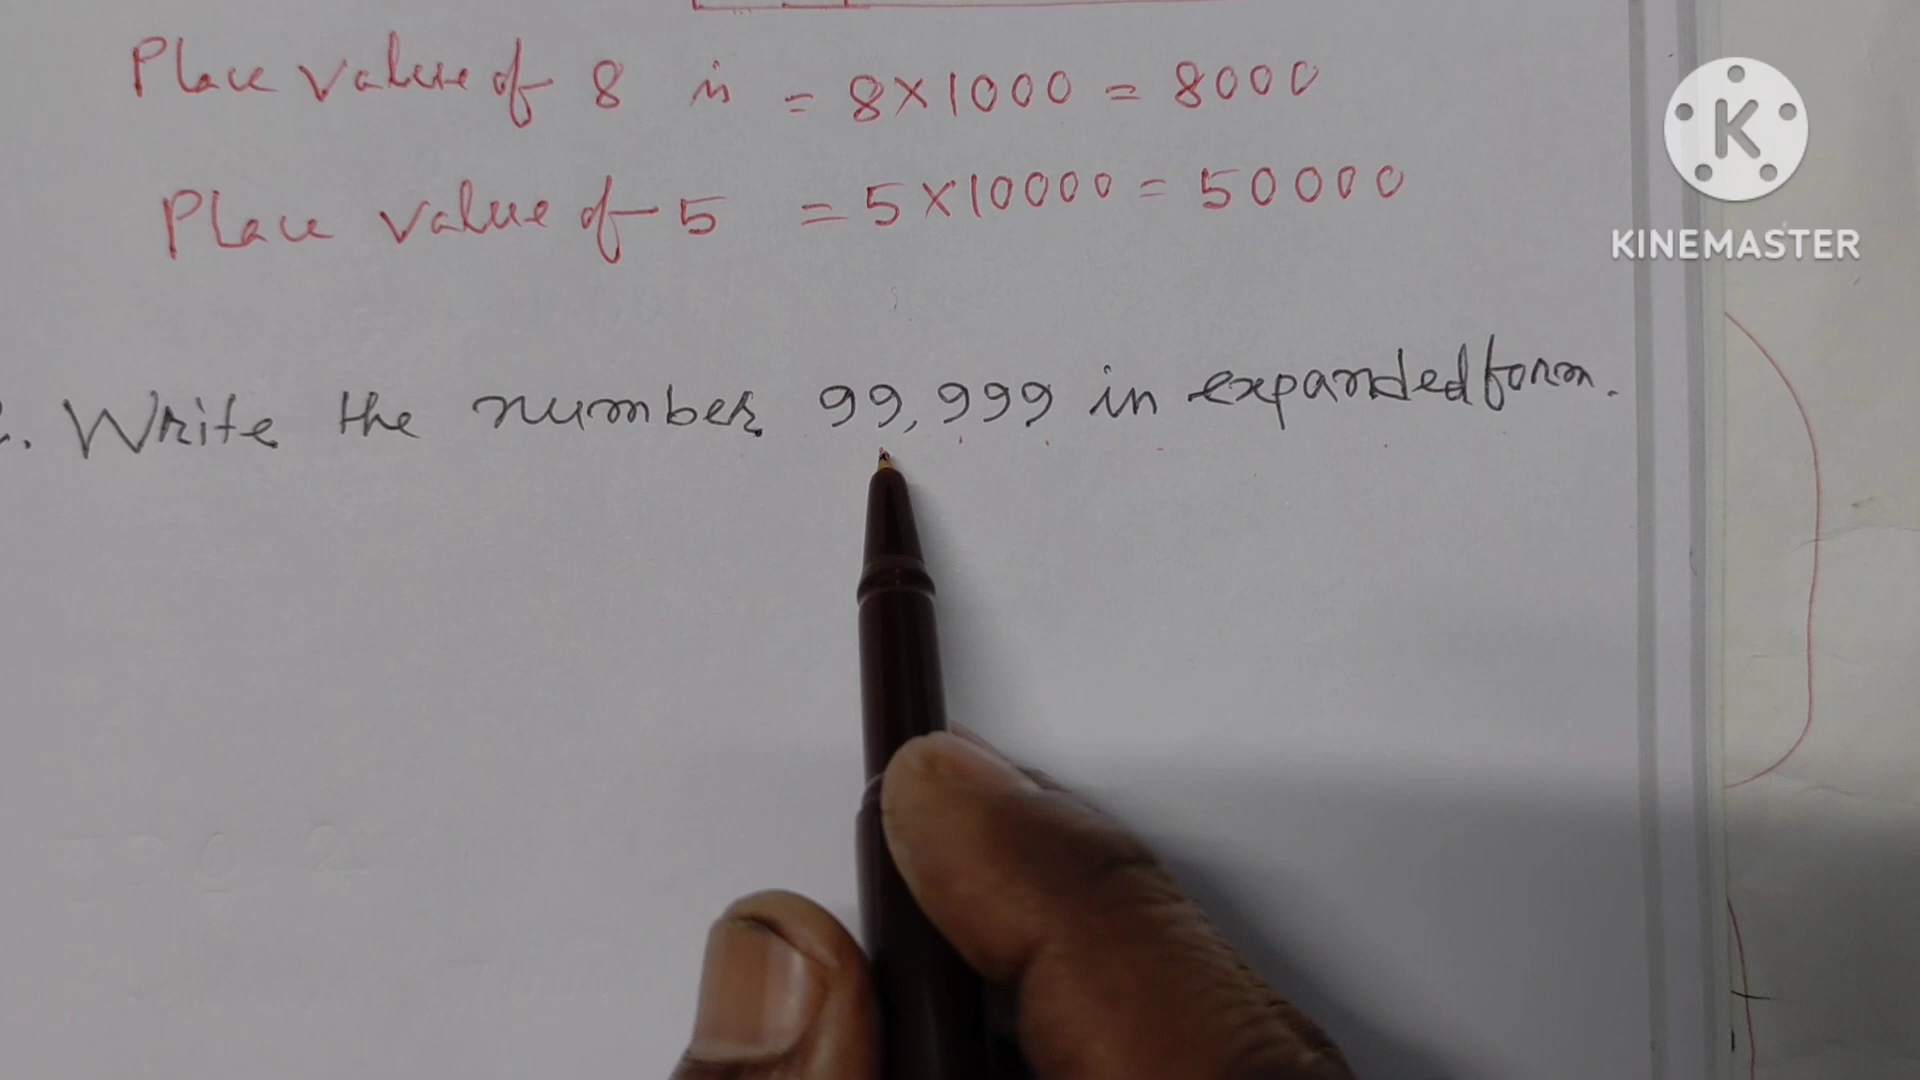 Place value of 8 is = 8×1000 = 8000
Place value of 5 = 5×10000 = 50000
K
KINEMASTER
. Write the number 99,999 in expanded form.